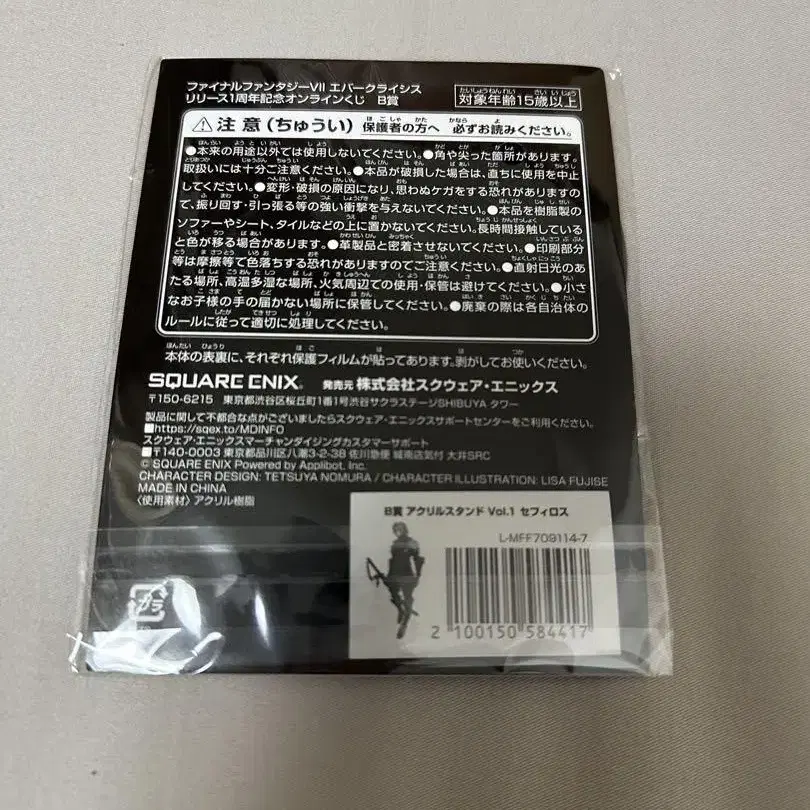 ファイナルファンタジーVII エバークライシス
リリース1周年記念オンラインくじ B賞
対象年齢15歳以上
⚠注意(ちゅうい) 保護者の方へ 必ずお読みください。
●本来の用途以外では使用しないでください。●角や尖った箇所があります。
取扱いには十分ご注意ください。●本品が破損した場合は、直ちに使用を中止
してください。●変形・破損の原因になり、思わぬケガをする恐れがありますの
で、振り回す・引っ張る等の強い衝撃を与えないでください。●本品を樹脂製の
ソファーやシート、タイルなどの上に置かないでください。長時間接触している
と色が移る場合があります。●革製品と密着させないでください。●印刷部分
等は摩擦等で色落ちする恐れがありますのでご注意ください。●直射日光のあ
たる場所、高温多湿な場所、火気周辺での使用・保管は避けてください。●小さ
なお子様の手の届かない場所に保管してください。●廃棄の際は各自治体の
ルールに従って適切に処理してください。
本体の表裏に、それぞれ保護フィルムが貼ってあります。剥がしてお使いください。
SQUARE ENIX. 発売元 株式会社スクウェア・エニックス
〒150-6215 東京都渋谷区桜丘町1番1号渋谷サクラステージSHIBUYA タワー
製品に関して不都合な点がございましたらスクウェア・エニックスサポートセンターをご利用ください。
■https://sqex.to/MDINFO
スクウェア・エニックスマーチャンダイジングカスタマーサポート
■〒140-0003 東京都品川区八潮3-2-38 佐川急便 城南店気付 大井SRC
© SQUARE ENIX Powered by Applibot, Inc.
CHARACTER DESIGN: TETSUYA NOMURA / CHARACTER ILLUSTRATION: LISA FUJISE
MADE IN CHINA
〈使用素材〉アクリル樹脂
B賞 アクリルスタンド Vol.1 セフィロス
L-MFF709114-7
2 100150 584417
プラ